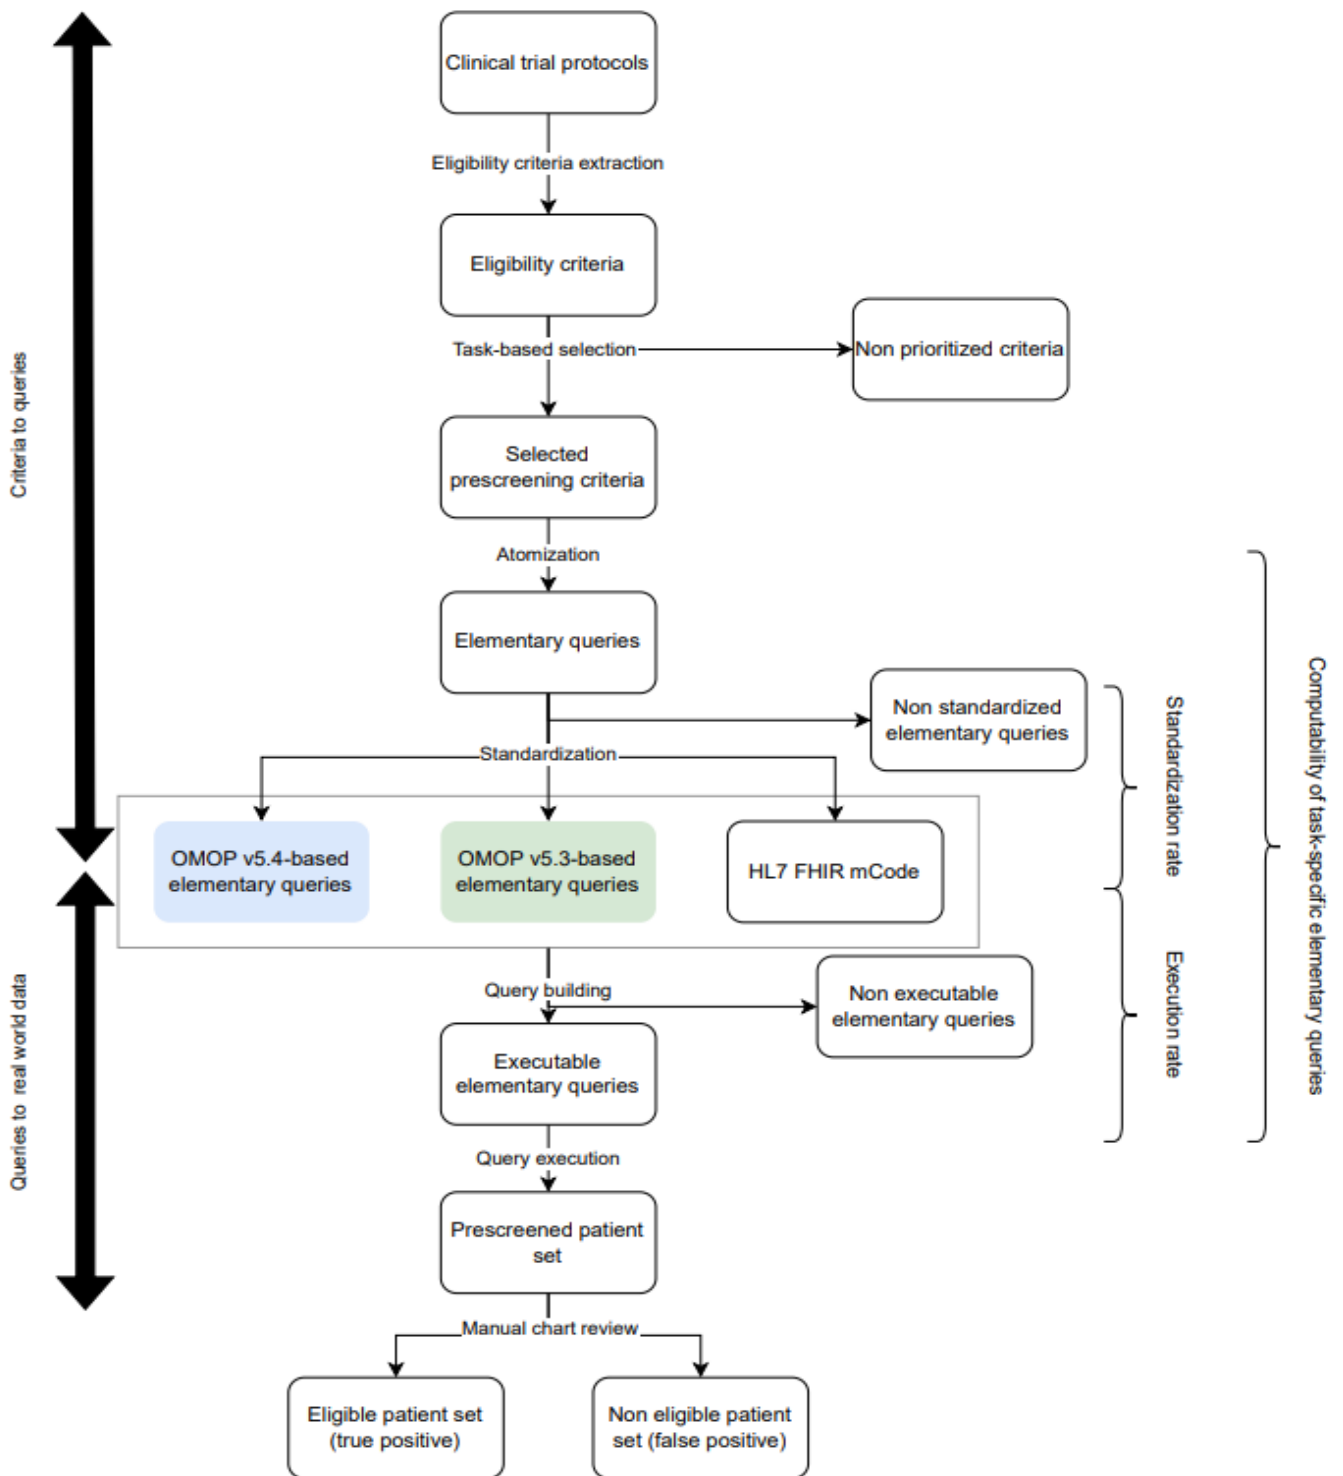 Clinical trial protocols
Eligibility criteria extraction
Eligibility criteria
Task-based selection
Non prioritized criteria
Selected
prescreening criteria
Atomization
Elementary queries
Non standardized
elementary queries
Standardization
OMOP v5.4-based
elementary queries
OMOP v5.3-based
elementary queries
HL7 FHIR mCode
Query building
Non executable
elementary queries
Executable
elementary queries
Query execution
Prescreened patient
set
Manual chart review
Eligible patient set
(true positive)
Non eligible patient
set (false positive)
Criteria to queries
Queries to real world data
Standardization rate
Execution rate
Computability of task-specific elementary queries